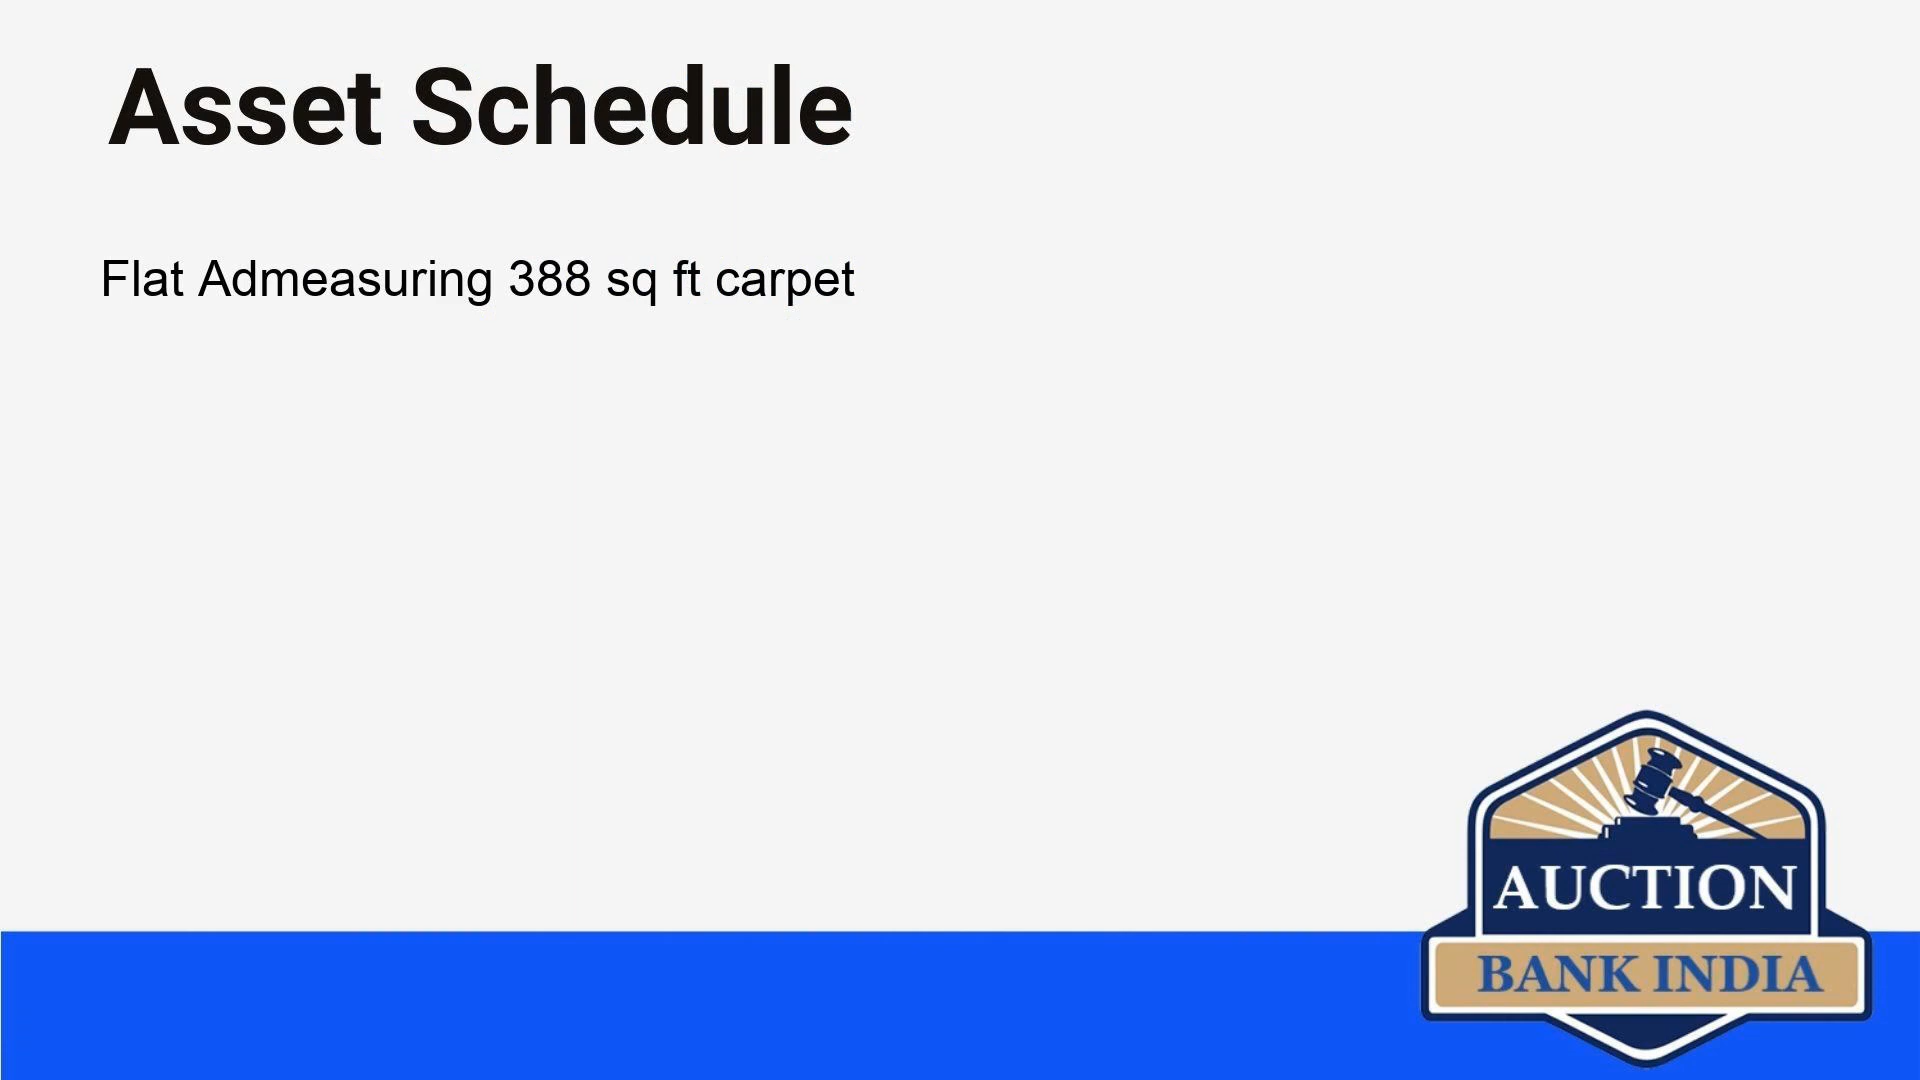 Asset Schedule
Flat Admeasuring 388 sq ft carpet
AUCTION
BANK INDIA